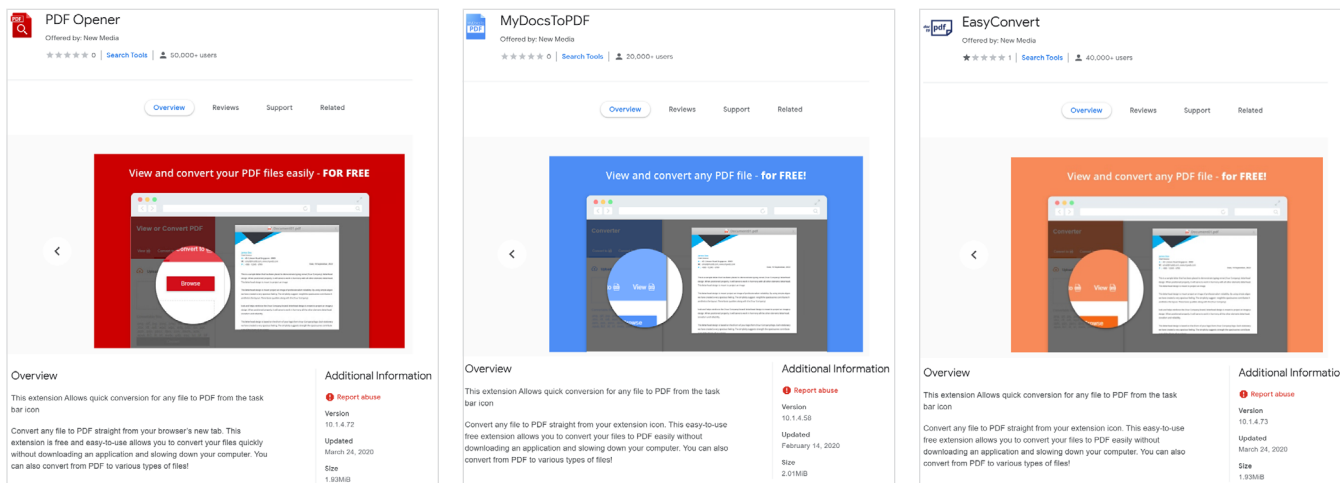 PDF Opener
Offered by: New Media
0 | Search Tools | 50,000+ users
Overview Reviews Support Related
View and convert your PDF files easily - FOR FREE
View or Convert PDF
Browse
Overview
This extension Allows quick conversion for any file to PDF from the task
bar icon
Convert any file to PDF straight from your browser's new tab. This
extension is free and easy-to-use allows you to convert your files quickly
without downloading an application and slowing down your computer. You
can also convert from PDF to various types of files!
Additional Information
Report abuse
Version
10.1.4.72
Updated
March 24, 2020
Size
1.93MiB
MyDocsToPDF
Offered by: New Media
0 | Search Tools | 20,000+ users
Overview Reviews Support Related
View and convert any PDF file - for FREE!
Converter
View
Overview
This extension Allows quick conversion for any file to PDF from the task
bar icon
Convert any file to PDF straight from your extension icon. This easy-to-use
free extension allows you to convert your files to PDF easily without
downloading an application and slowing down your computer. You can also
convert from PDF to various types of files!
Additional Information
Report abuse
Version
10.1.4.58
Updated
February 14, 2020
Size
2.01MiB
EasyConvert
Offered by: New Media
1 | Search Tools | 40,000+ users
Overview Reviews Support Related
View and convert any PDF file - for FREE!
Converter
View
Overview
This extension Allows quick conversion for any file to PDF from the task
bar icon
Convert any file to PDF straight from your extension icon. This easy-to-use
free extension allows you to convert your files to PDF easily without
downloading an application and slowing down your computer. You can also
convert from PDF to various types of files!
Additional Informatio
Report abuse
Version
10.1.4.73
Updated
March 24, 2020
Size
1.93MiB